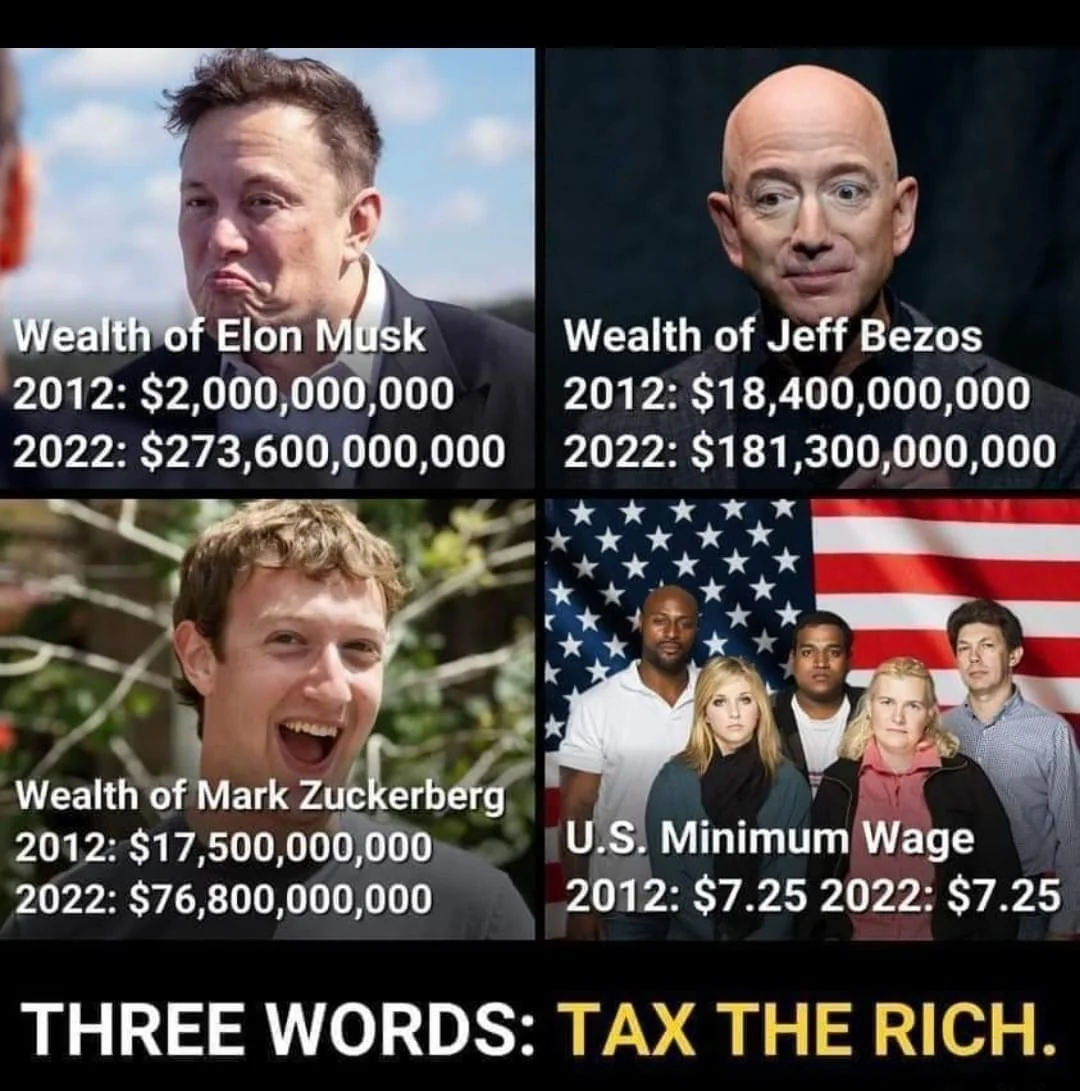 Wealth of Elon Musk
2012: $2,000,000,000
2022: $273,600,000,000
Wealth of Jeff Bezos
2012: $18,400,000,000
2022: $181,300,000,000
Wealth of Mark Zuckerberg
2012: $17,500,000,000
2022: $76,800,000,000
U.S. Minimum Wage
2012: $7.25 2022: $7.25
THREE WORDS: TAX THE RICH.